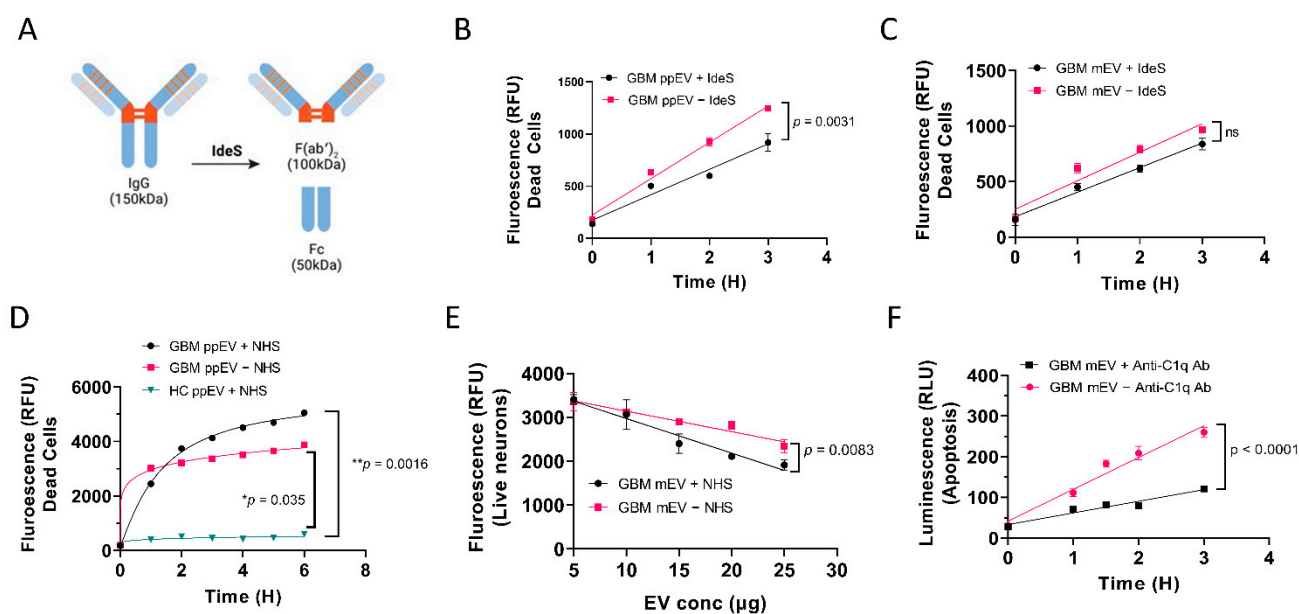 A
IgG
(150kDa)
IdeS
F(ab')₂
(100kDa)
Fc
(50kDa)
B
GBM ppEV + IdeS
GBM ppEV − IdeS
Fluroescence (RFU)
Dead Cells
1500
1000
500
0
0 1 2 3 4
Time (H)
p = 0.0031
C
GBM mEV + IdeS
GBM mEV − IdeS
Fluroescence (RFU)
Dead Cells
1500
1000
500
0
0 1 2 3 4
Time (H)
ns
D
GBM ppEV + NHS
GBM ppEV − NHS
HC ppEV + NHS
Fluroescence (RFU)
Dead Cells
6000
4000
2000
0
0 2 4 6 8
Time (H)
**p = 0.0016
*p = 0.035
E
Fluroescence (RFU)
(Live neurons)
4000
3000
2000
1000
0
5 10 15 20 25 30
EV conc (µg)
p = 0.0083
GBM mEV + NHS
GBM mEV − NHS
F
GBM mEV + Anti-C1q Ab
GBM mEV − Anti-C1q Ab
Luminescence (RLU)
(Apoptosis)
400
300
200
100
0
0 1 2 3 4
Time (H)
p < 0.0001